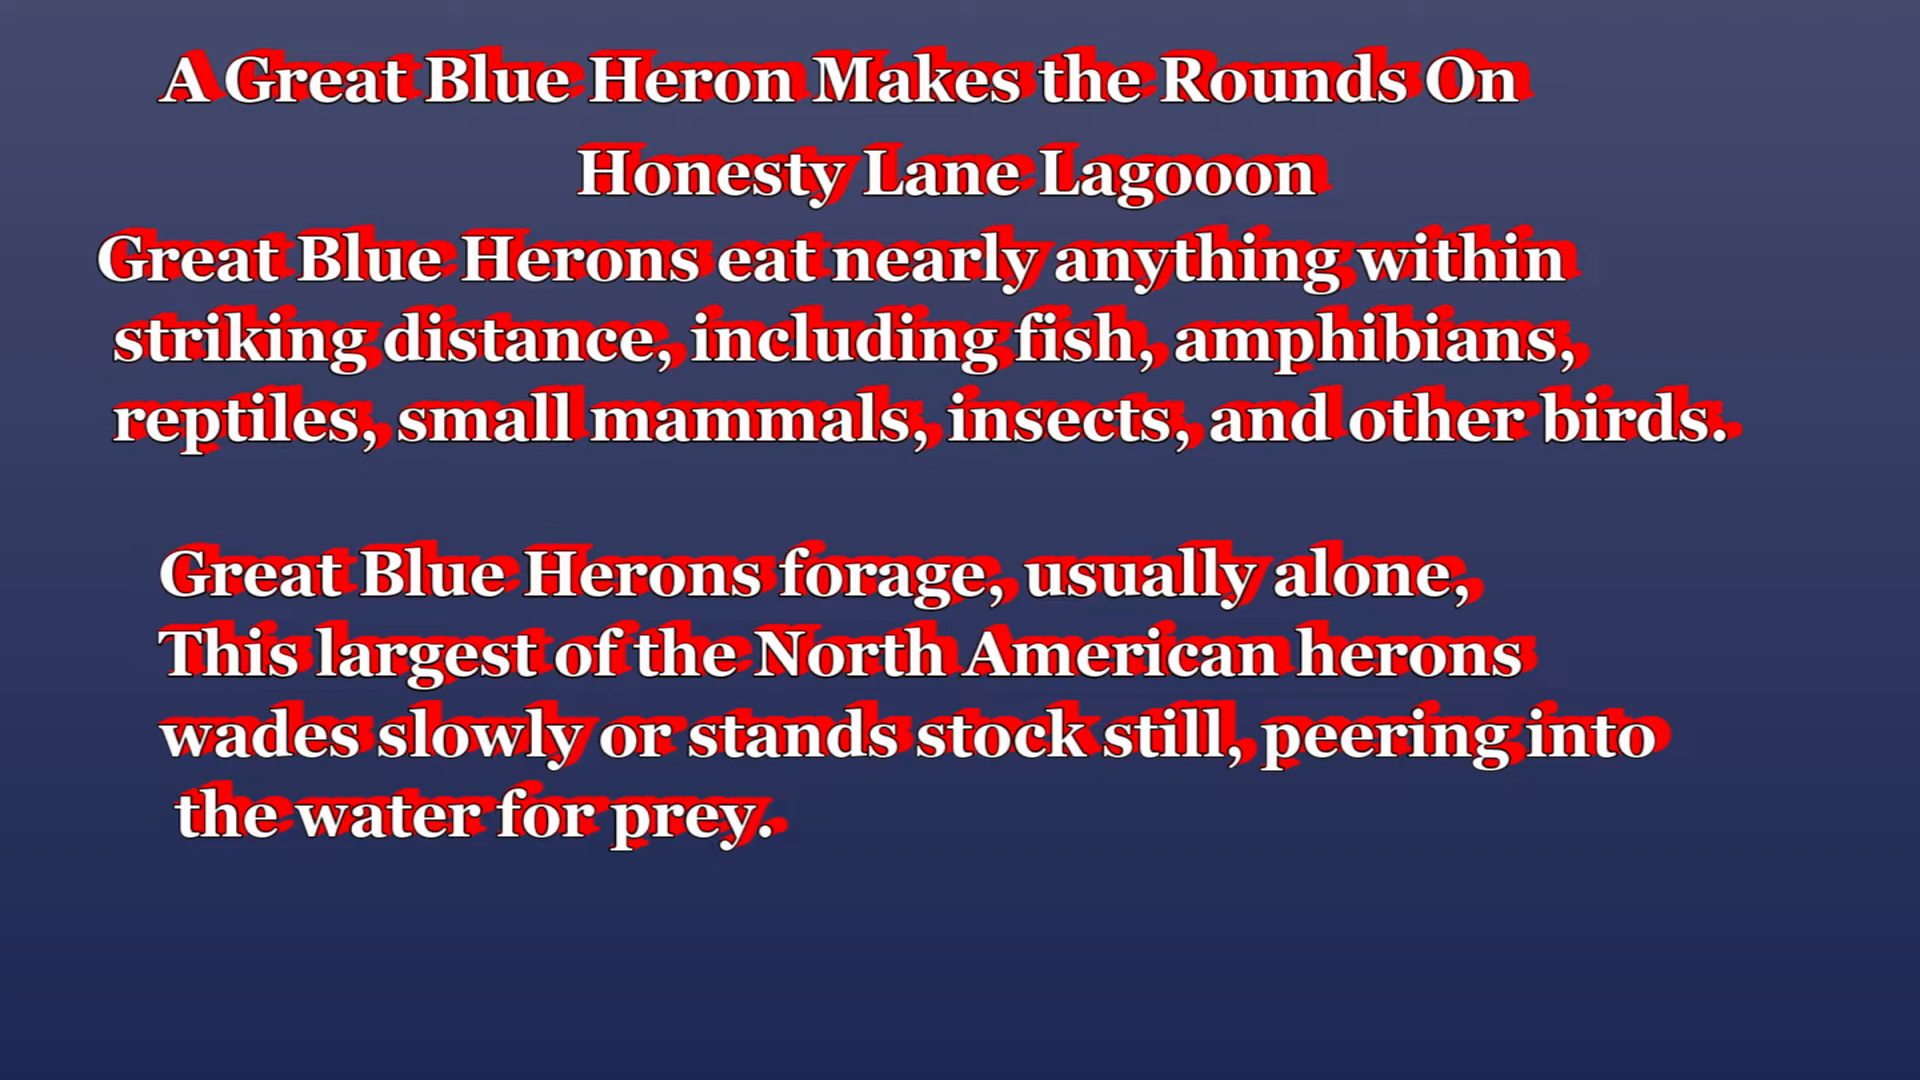 A Great Blue Heron Makes the Rounds On
Honesty Lane Lagooon
Great Blue Herons eat nearly anything within
striking distance, including fish, amphibians,
reptiles, small mammals, insects, and other birds.
Great Blue Herons forage, usually alone,
This largest of the North American herons
wades slowly or stands stock still, peering into
the water for prey.